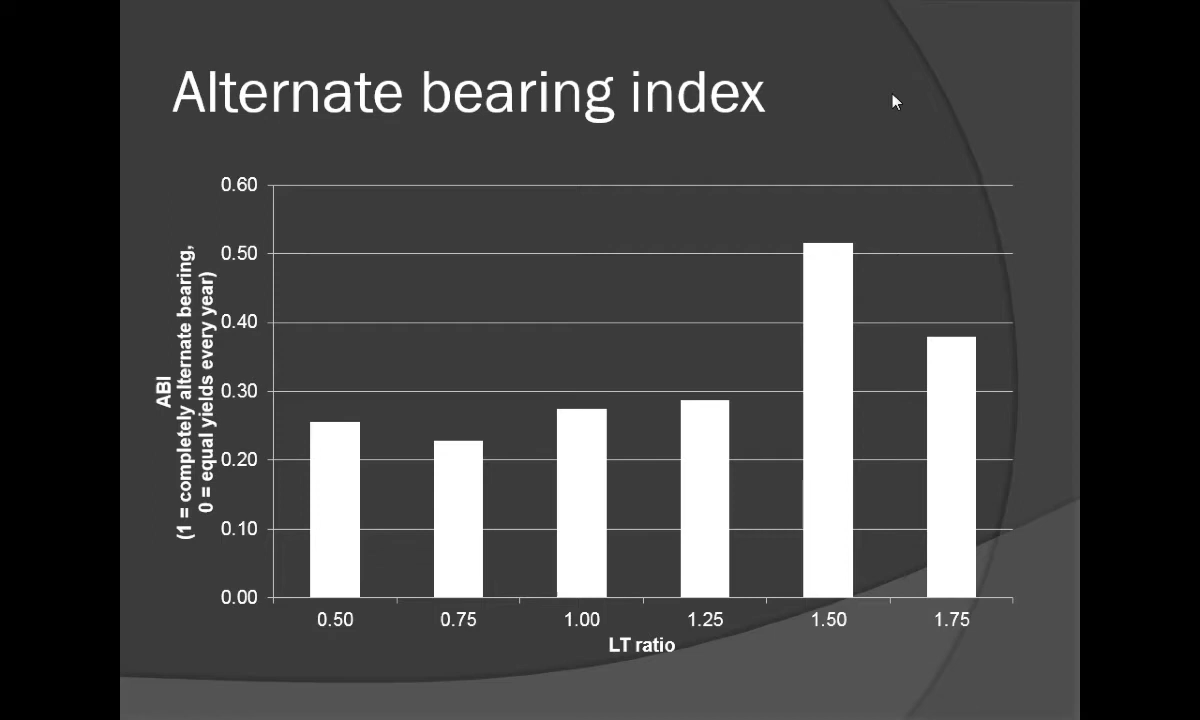 Alternate bearing index
ABI
(1 = completely alternate bearing,
0 = equal yields every year)
0.60
0.50
0.40
0.30
0.20
0.10
0.00
0.50
0.75
1.00
1.25
1.50
1.75
LT ratio